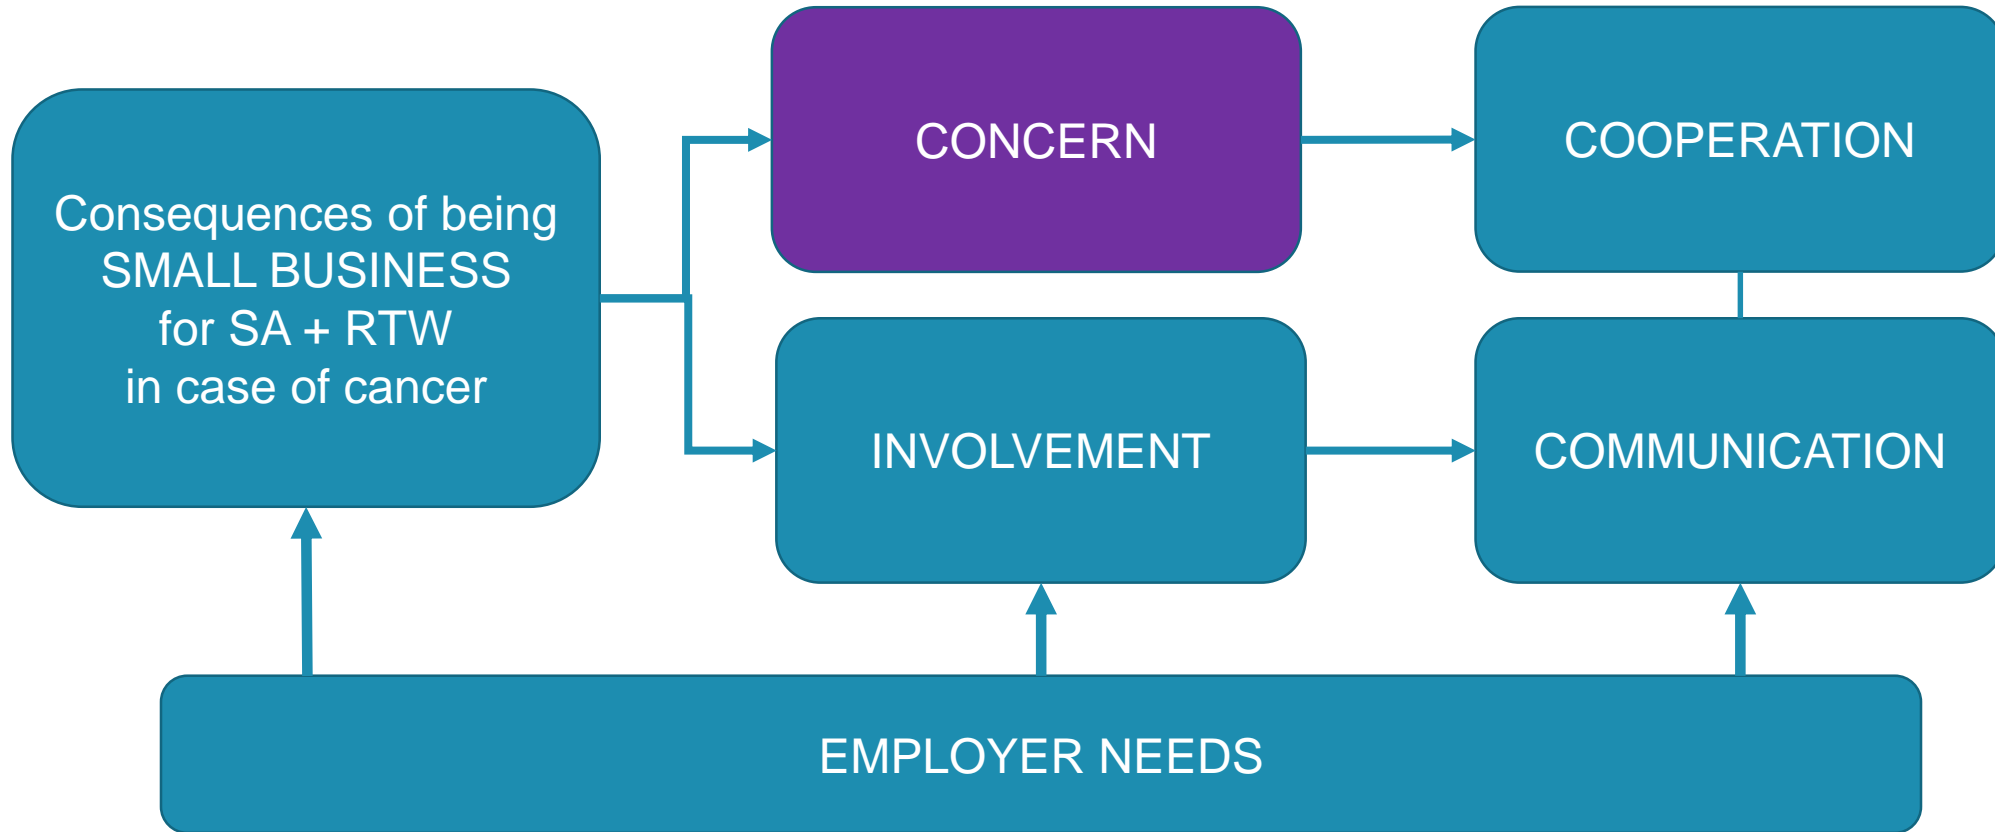 Consequences of being
SMALL BUSINESS
for SA + RTW
in case of cancer
CONCERN
COOPERATION
INVOLVEMENT
COMMUNICATION
EMPLOYER NEEDS